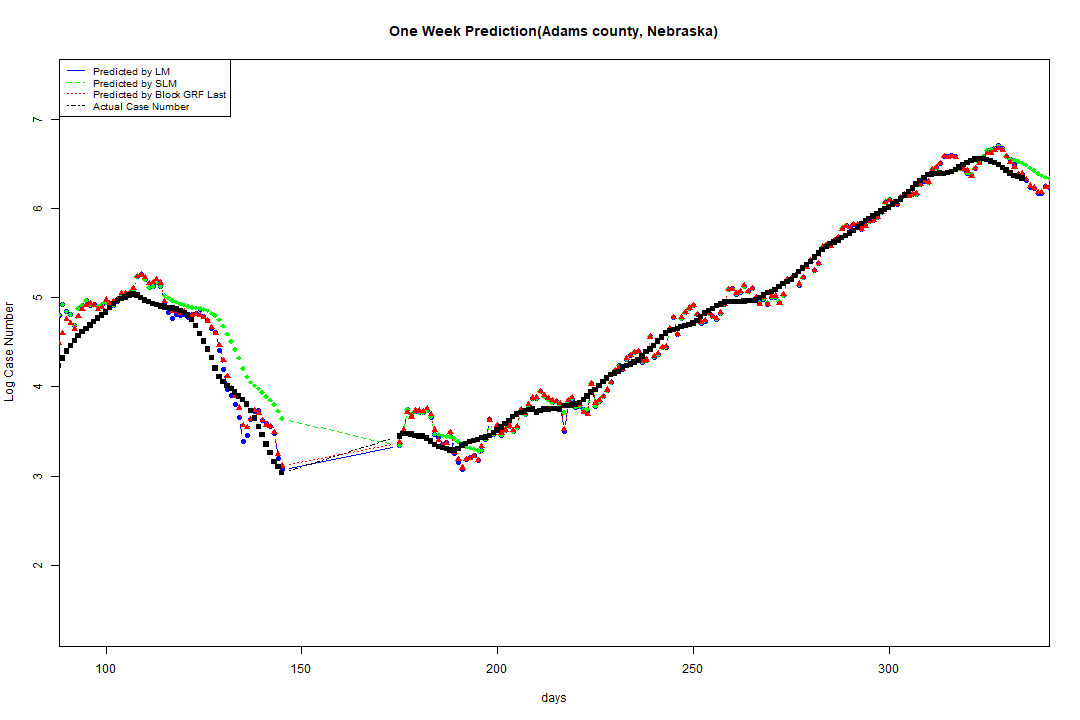 One Week Prediction(Adams county, Nebraska)
Predicted by LM
Predicted by SLM
Predicted by Block GRF Last
Actual Case Number
7
6
5
4
3
2
Log Case Number
100 150 200 250 300
days